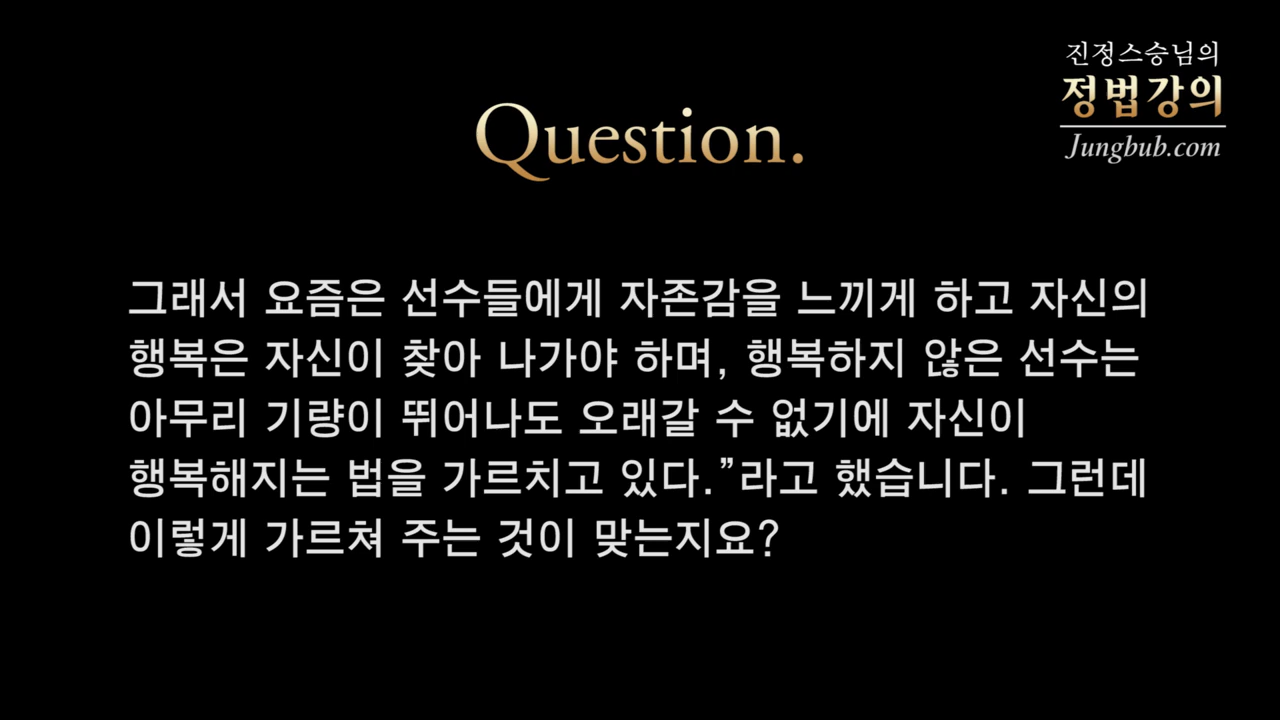 진정스승님의
정법강의
Jungbub.com
Question.
그래서 요즘은 선수들에게 자존감을 느끼게 하고 자신의
행복은 자신이 찾아 나가야 하며, 행복하지 않은 선수는
아무리 기량이 뛰어나도 오래갈 수 없기에 자신이
행복해지는 법을 가르치고 있다.”라고 했습니다. 그런데
이렇게 가르쳐 주는 것이 맞는지요?